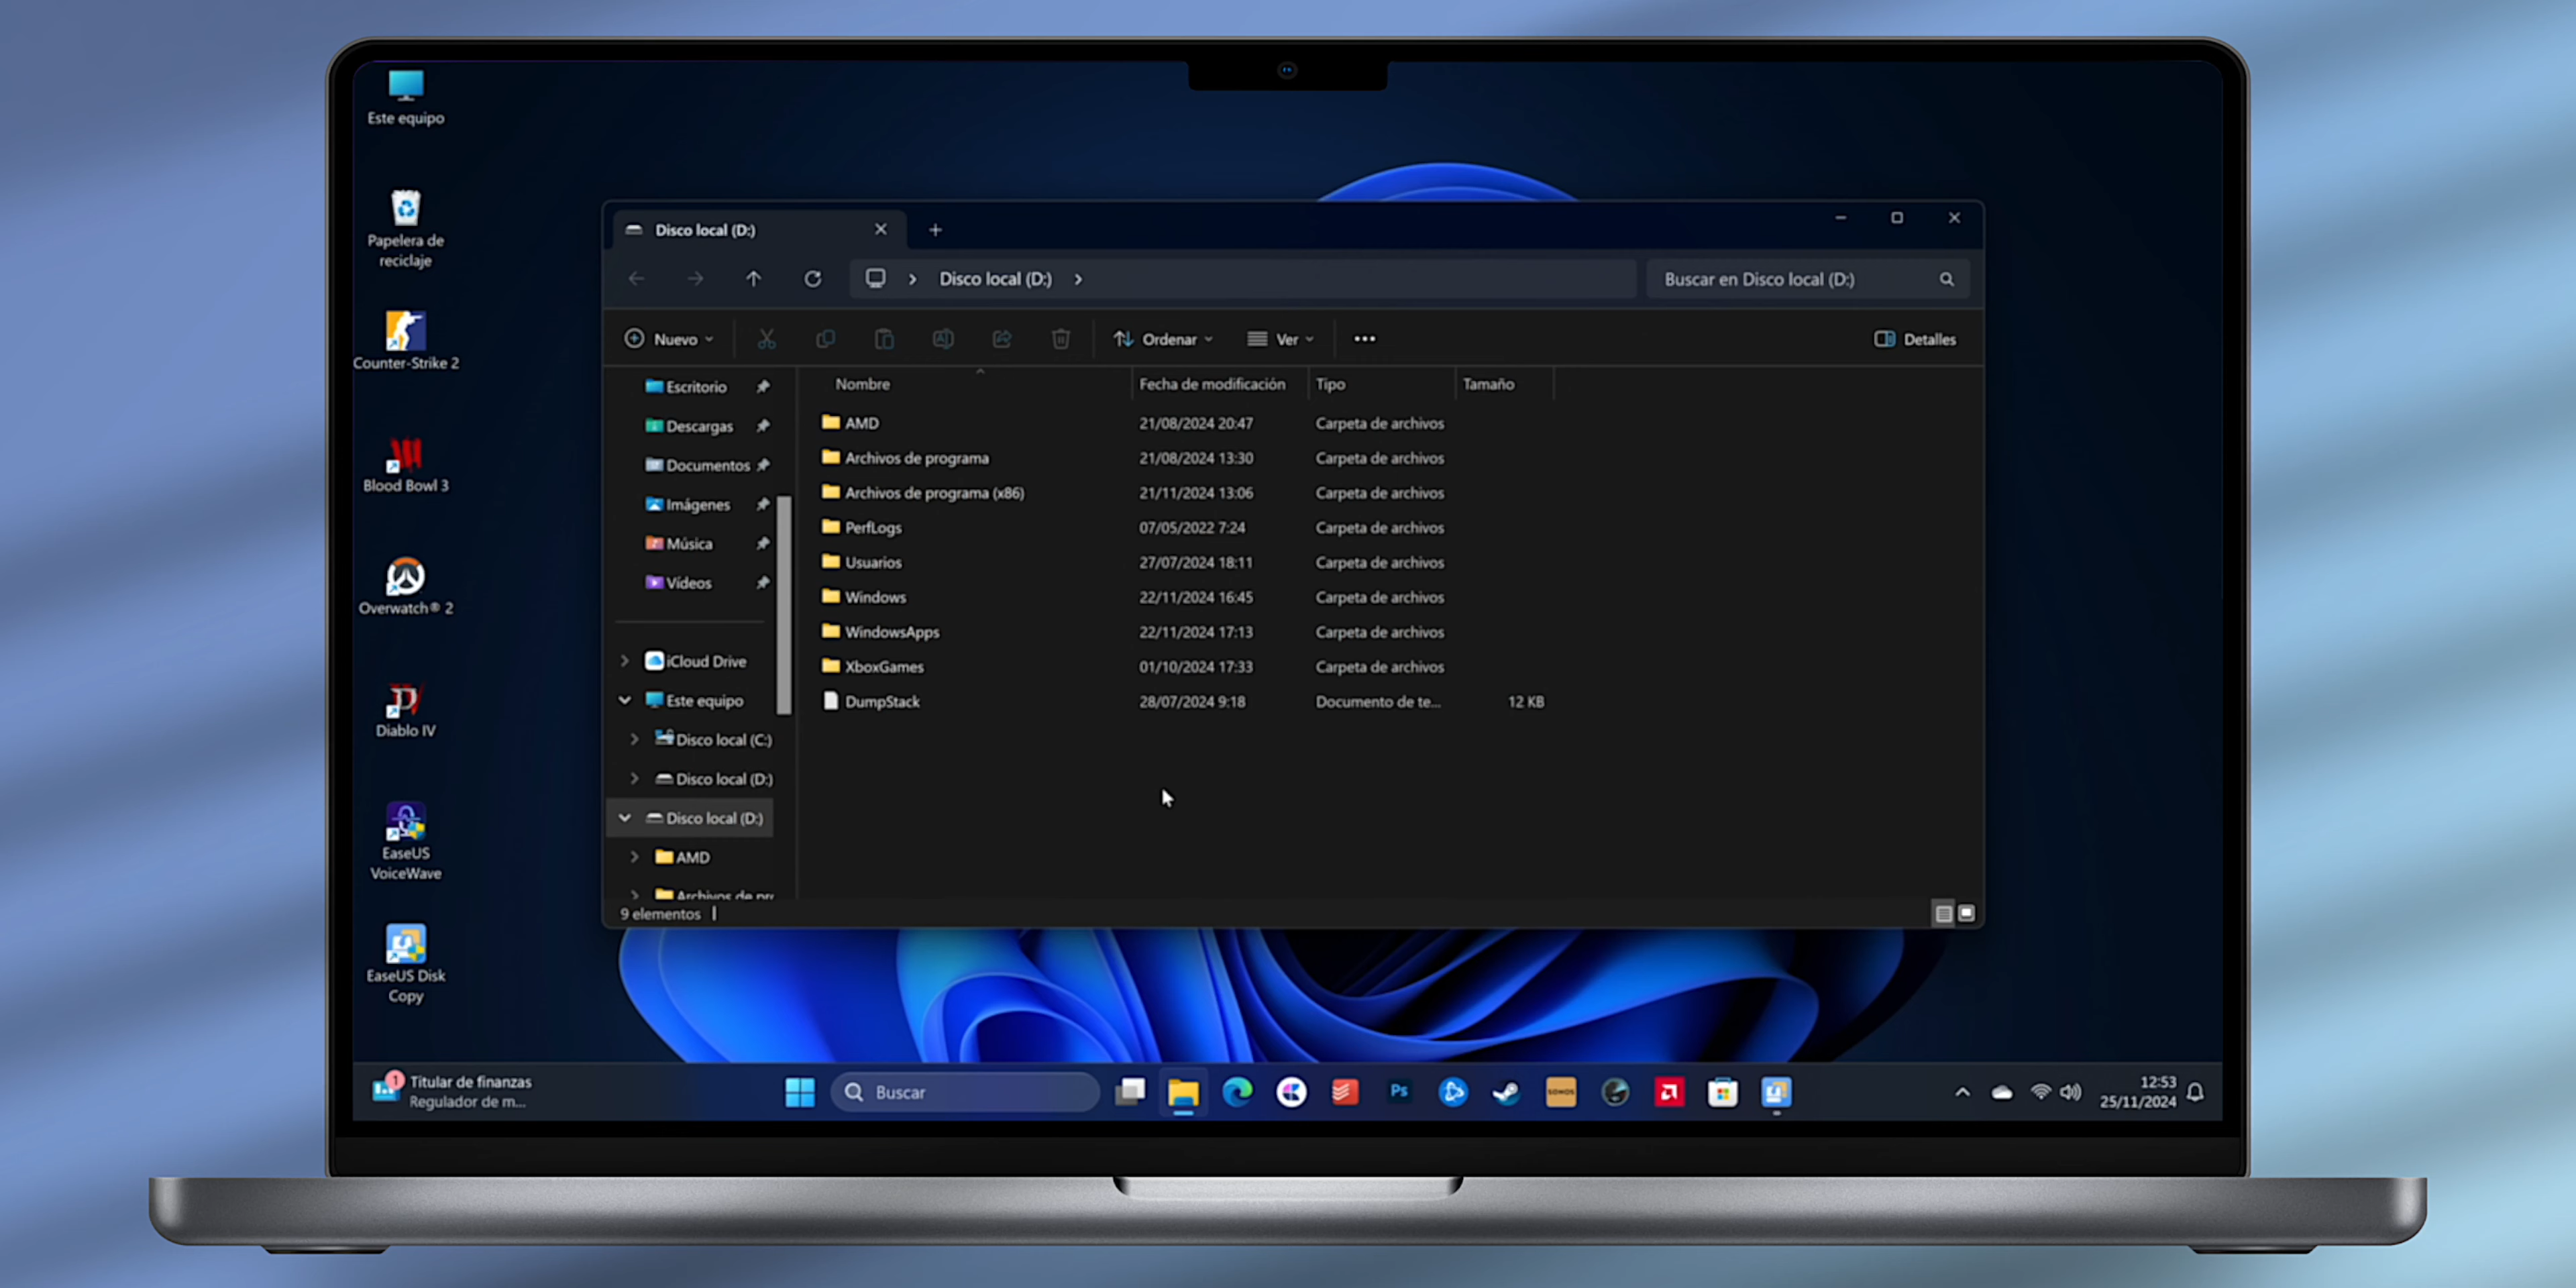 Este equipo
Papelera de
reciclaje
Counter-Strike 2
Blood Bowl 3
Overwatch® 2
Diablo IV
EaseUS
VoiceWave
EaseUS Disk
Copy
Disco local (D:)
Disco local (D:)
Buscar en Disco local (D:)
Nuevo
Ordenar
Ver
Detalles
Escritorio
Descargas
Documentos
Imágenes
Música
Vídeos
iCloud Drive
Este equipo
Disco local (C:)
Disco local (D:)
Disco local (D:)
AMD
Archivos de pr
Nombre Fecha de modificación Tipo Tamaño
AMD 21/08/2024 20:47 Carpeta de archivos
Archivos de programa 21/08/2024 13:30 Carpeta de archivos
Archivos de programa (x86) 21/11/2024 13:06 Carpeta de archivos
PerfLogs 07/05/2022 7:24 Carpeta de archivos
Usuarios 27/07/2024 18:11 Carpeta de archivos
Windows 22/11/2024 16:45 Carpeta de archivos
WindowsApps 22/11/2024 17:13 Carpeta de archivos
XboxGames 01/10/2024 17:33 Carpeta de archivos
DumpStack 28/07/2024 9:18 Documento de te... 12 KB
9 elementos
1
Titular de finanzas
Regulador de m...
Buscar
Ps
SONOS
12:53
25/11/2024